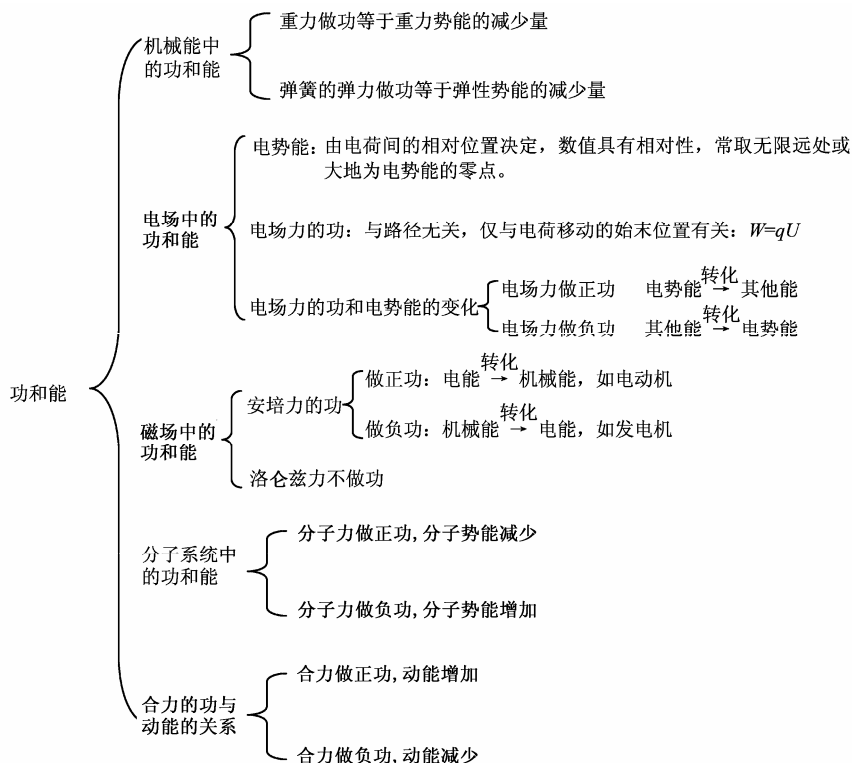 功和能
机械能中
的功和能
重力做功等于重力势能的减少量
弹簧的弹力做功等于弹性势能的减少量
电场中的
功和能
电势能：由电荷间的相对位置决定，数值具有相对性，常取无限远处或
大地为电势能的零点。
电场力的功：与路径无关，仅与电荷移动的始末位置有关：W=qU
电场力的功和电势能的变化
电场力做正功 电势能 转化→ 其他能
电场力做负功 其他能 转化→ 电势能
磁场中的
功和能
安培力的功
做正功：电能 转化→ 机械能，如电动机
做负功：机械能 转化→ 电能，如发电机
洛仑兹力不做功
分子系统中
的功和能
分子力做正功,分子势能减少
分子力做负功,分子势能增加
合力的功与
动能的关系
合力做正功,动能增加
合力做负功,动能减少